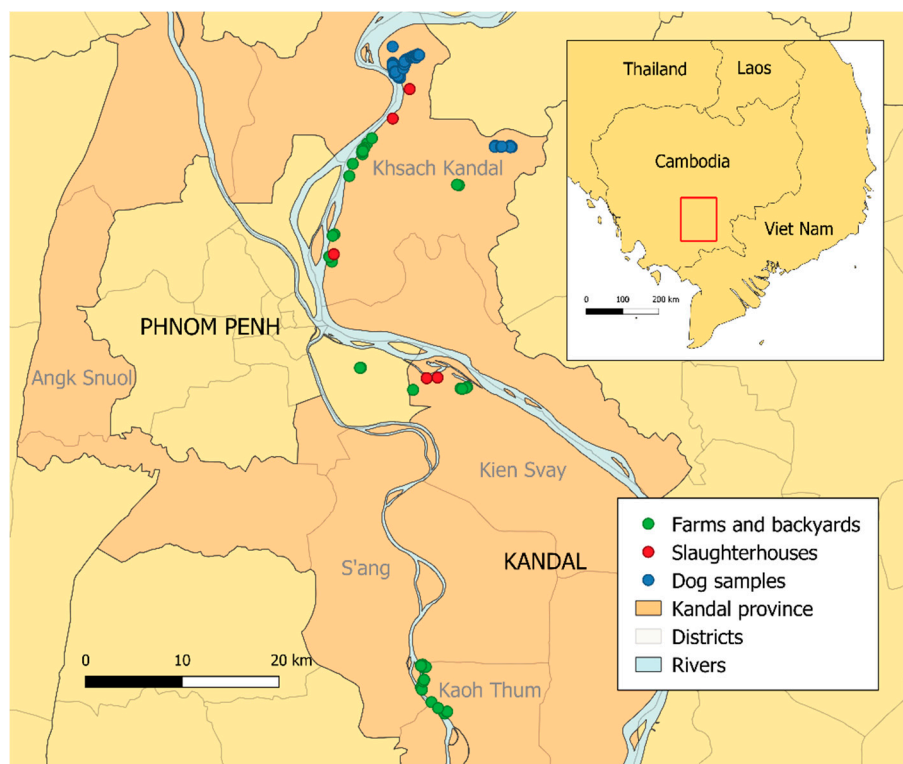 Thailand
Laos
Cambodia
Viet Nam
0 100 200 km
Khsach Kandal
PHNOM PENH
Angk Snuol
Kien Svay
S'ang
KANDAL
Kaoh Thum
0 10 20 km
Farms and backyards
Slaughterhouses
Dog samples
Kandal province
Districts
Rivers